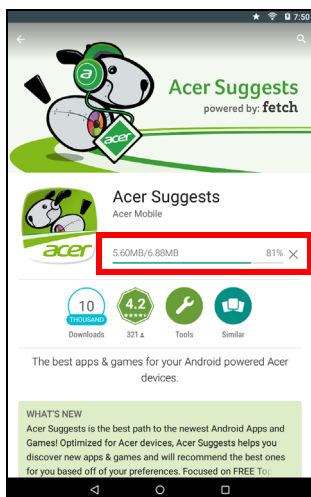 7:50
Acer Suggests
powered by: fetch
acer
Acer Suggests
Acer Mobile
acer
5.60MB/6.88MB 81%
10 4.2
THOUSAND
Downloads 321 Tools Similar
The best apps & games for your Android powered Acer
devices.
WHAT'S NEW
Acer Suggests is the best path to the newest Android Apps and
Games! Optimized for Acer devices, Acer Suggests helps you
discover new apps & games and will recommend the best ones
for you based off of your preferences. Focused on FREE Top